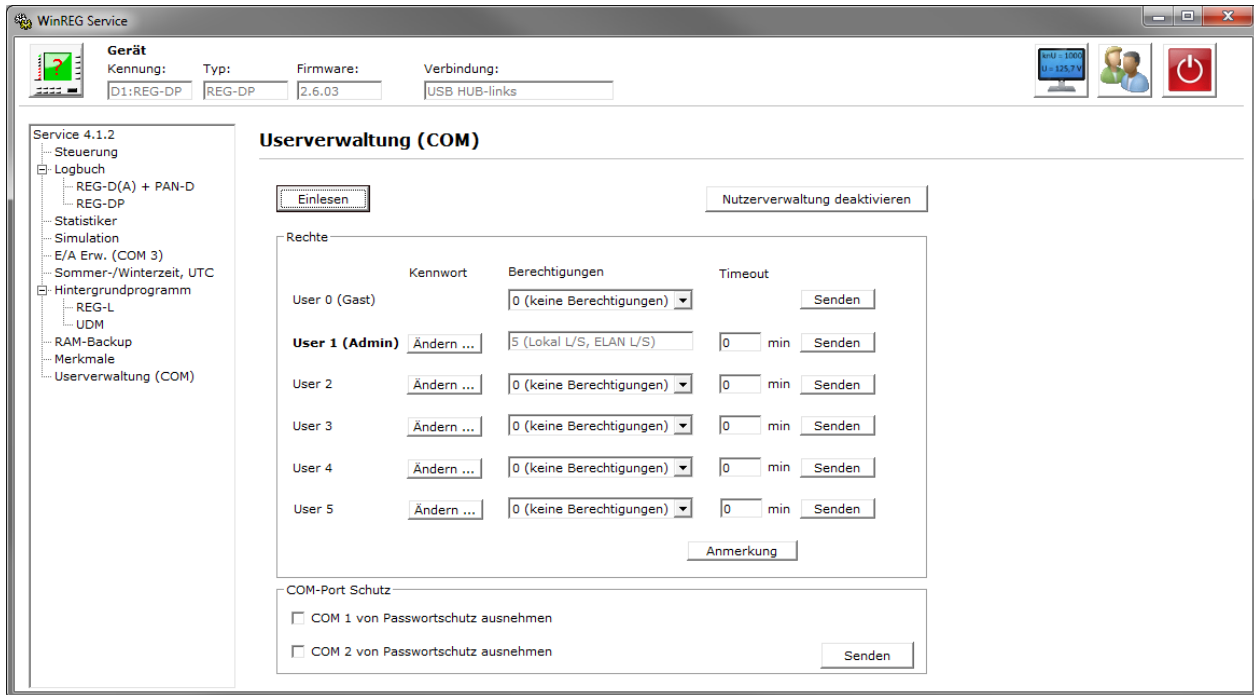 WinREG Service
Gerät
Kennung: Typ: Firmware: Verbindung:
D1:REG-DP REG-DP 2.6.03 USB HUB-links
knU = 1000
U = 125,7 V
Service 4.1.2
Steuerung
Logbuch
REG-D(A) + PAN-D
REG-DP
Statistiker
Simulation
E/A Erw. (COM 3)
Sommer-/Winterzeit, UTC
Hintergrundprogramm
REG-L
UDM
RAM-Backup
Merkmale
Userverwaltung (COM)
Userverwaltung (COM)
Einlesen Nutzerverwaltung deaktivieren
Rechte
Kennwort Berechtigungen Timeout
User 0 (Gast) 0 (keine Berechtigungen) Senden
User 1 (Admin) Ändern ... 5 (Lokal L/S, ELAN L/S) 0 min Senden
User 2 Ändern ... 0 (keine Berechtigungen) 0 min Senden
User 3 Ändern ... 0 (keine Berechtigungen) 0 min Senden
User 4 Ändern ... 0 (keine Berechtigungen) 0 min Senden
User 5 Ändern ... 0 (keine Berechtigungen) 0 min Senden
Anmerkung
COM-Port Schutz
COM 1 von Passwortschutz ausnehmen
COM 2 von Passwortschutz ausnehmen
Senden